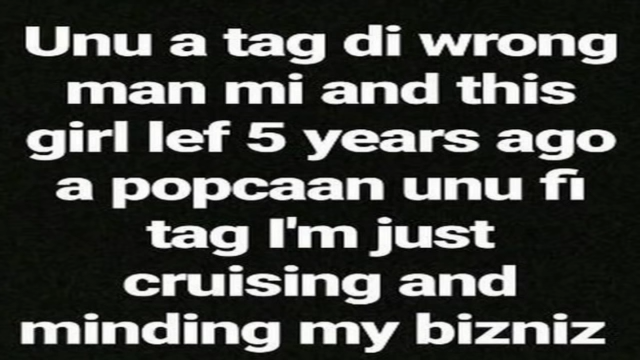 Unu a tag di wrong
man mi and this
girl lef 5 years ago
a popcaan unu fi
tag I'm just
cruising and
minding my bizniz